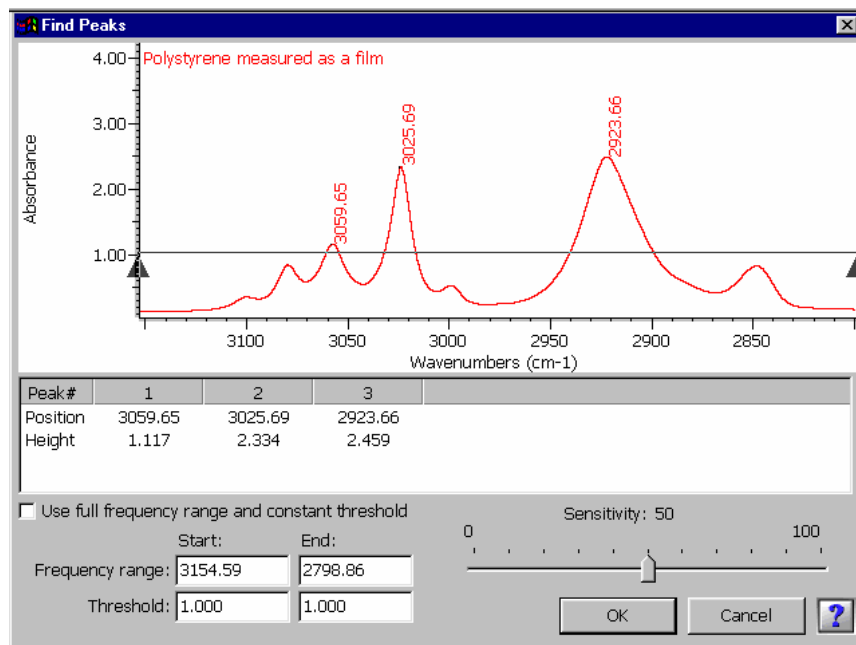 Find Peaks
Polystyrene measured as a film
4.00
3.00
2.00
1.00
Absorbance
3059.65
3025.69
2923.66
3100 3050 3000 2950 2900 2850
Wavenumbers (cm-1)
Peak# 1 2 3
Position 3059.65 3025.69 2923.66
Height 1.117 2.334 2.459
Use full frequency range and constant threshold
Start: End:
Frequency range: 3154.59 2798.86
Threshold: 1.000 1.000
Sensitivity: 50
0 100
OK Cancel ?